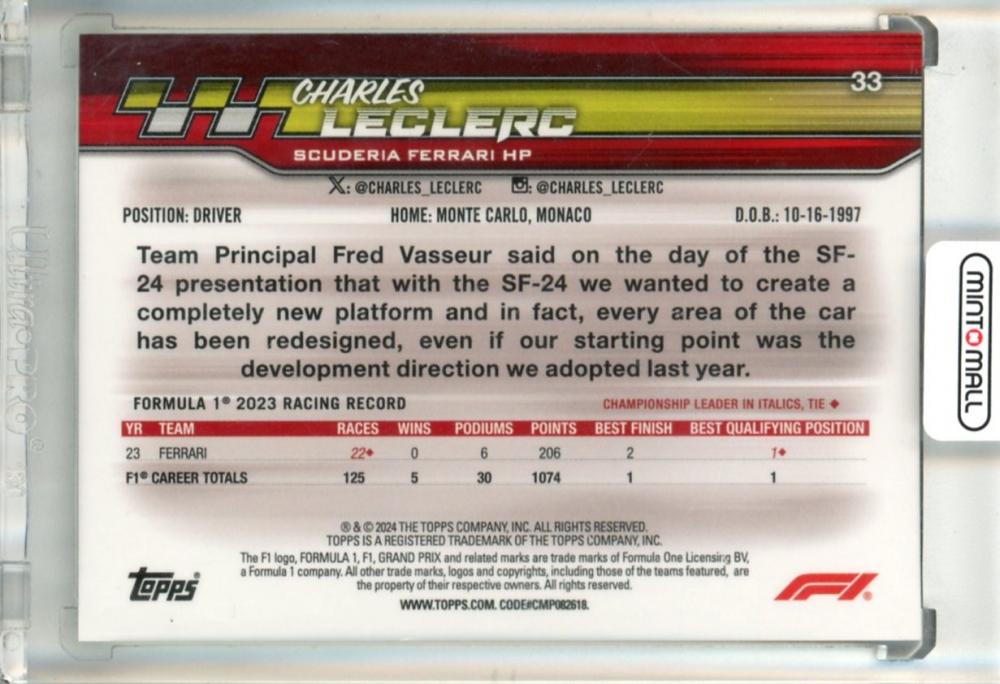 33
CHARLES
LECLERC
SCUDERIA FERRARI HP
X: @CHARLES_LECLERC : @CHARLES_LECLERC
POSITION: DRIVER HOME: MONTE CARLO, MONACO D.O.B.: 10-16-1997
Team Principal Fred Vasseur said on the day of the SF-
24 presentation that with the SF-24 we wanted to create a
completely new platform and in fact, every area of the car
has been redesigned, even if our starting point was the
development direction we adopted last year.
FORMULA 1® 2023 RACING RECORD CHAMPIONSHIP LEADER IN ITALICS, TIE ◆
YR TEAM RACES WINS PODIUMS POINTS BEST FINISH BEST QUALIFYING POSITION
23 FERRARI 22◆ 0 6 206 2 1◆
F1® CAREER TOTALS 125 5 30 1074 1 1
® & © 2024 THE TOPPS COMPANY, INC. ALL RIGHTS RESERVED.
TOPPS IS A REGISTERED TRADEMARK OF THE TOPPS COMPANY, INC.
The F1 logo, FORMULA 1, F1, GRAND PRIX and related marks are trade marks of Formula One Licensing BV,
a Formula 1 company. All other trade marks, logos and copyrights, including those of the teams featured, are
the property of their respective owners. All rights reserved.
WWW.TOPPS.COM. CODE#CMP082618.
topps®
F1®
MINT MALL
Ultra·PRO®